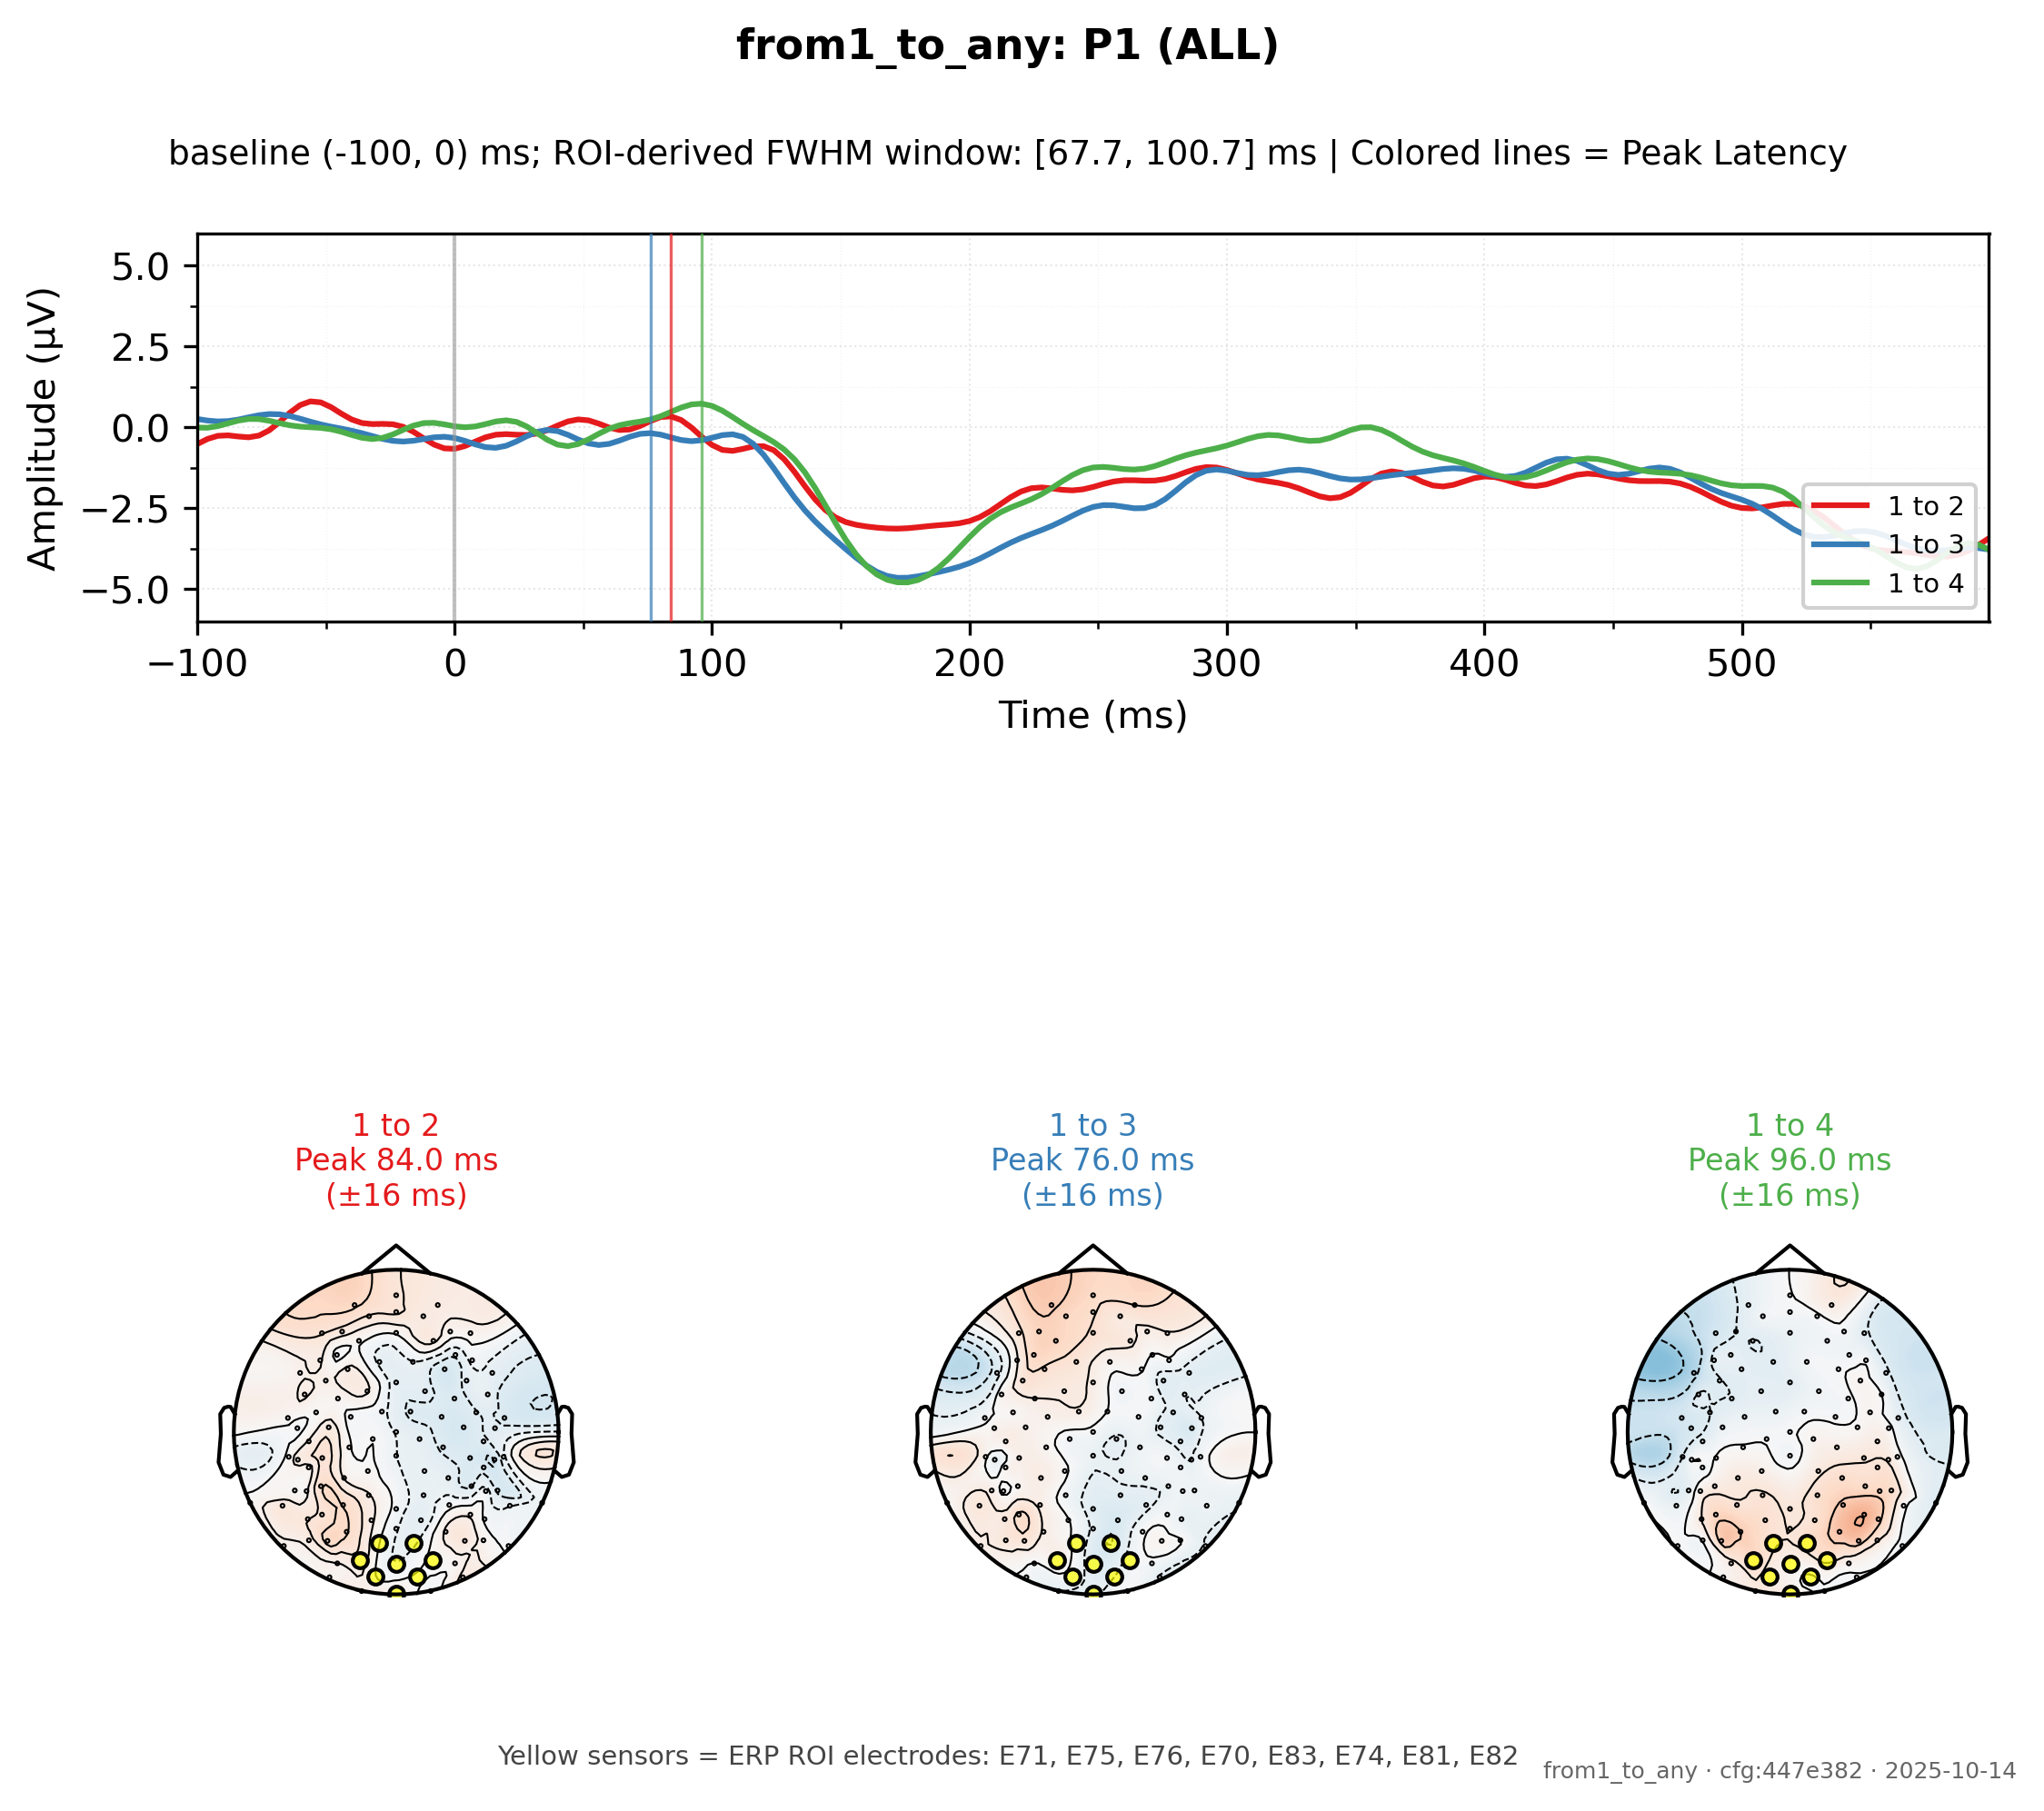 from1_to_any: P1 (ALL)
baseline (-100, 0) ms; ROI-derived FWHM window: [67.7, 100.7] ms | Colored lines = Peak Latency
Amplitude (µV)
5.0
2.5
0.0
−2.5
−5.0
1 to 2
1 to 3
1 to 4
−100
0
100
200
300
400
500
Time (ms)
1 to 2
Peak 84.0 ms
(±16 ms)
1 to 3
Peak 76.0 ms
(±16 ms)
1 to 4
Peak 96.0 ms
(±16 ms)
Yellow sensors = ERP ROI electrodes: E71, E75, E76, E70, E83, E74, E81, E82
from1_to_any · cfg:447e382 · 2025-10-14